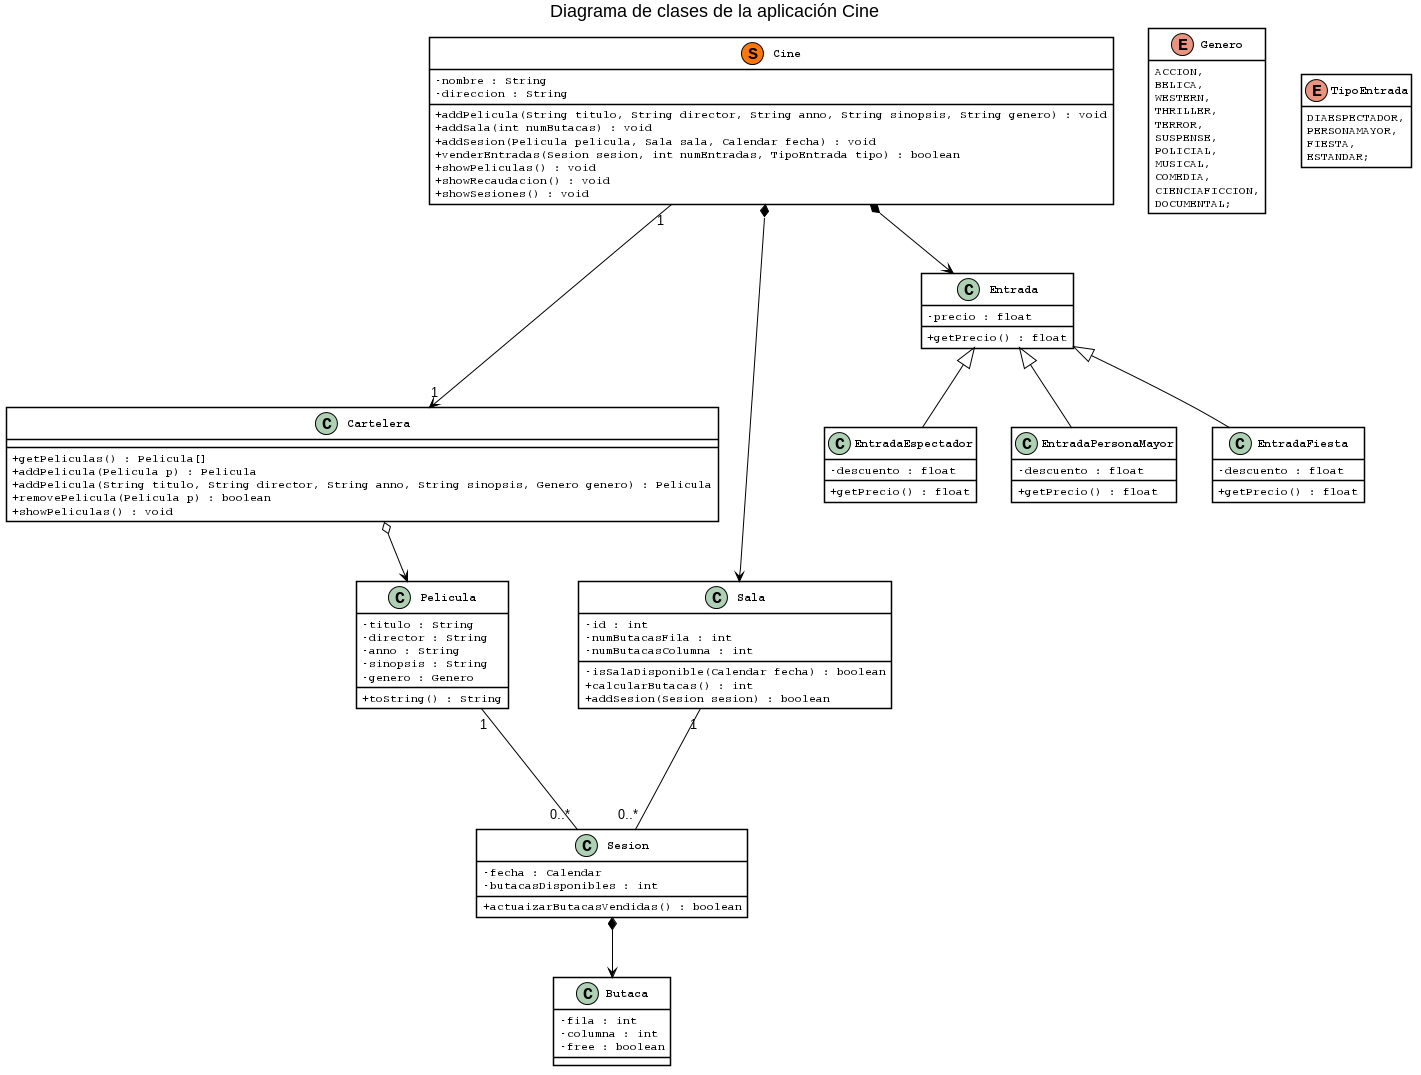 Diagrama de clases de la aplicación Cine
S Cine
-nombre : String
-direccion : String
+addPelicula(String titulo, String director, String anno, String sinopsis, String genero) : void
+addSala(int numButacas) : void
+addSesion(Pelicula pelicula, Sala sala, Calendar fecha) : void
+venderEntradas(Sesion sesion, int numEntradas, TipoEntrada tipo) : boolean
+showPeliculas() : void
+showRecaudacion() : void
+showSesiones() : void
E Genero
ACCION,
BELICA,
WESTERN,
THRILLER,
TERROR,
SUSPENSE,
POLICIAL,
MUSICAL,
COMEDIA,
CIENCIAFICCION,
DOCUMENTAL;
E TipoEntrada
DIAESPECTADOR,
PERSONAMAYOR,
FIESTA,
ESTANDAR;
1
1
C Entrada
-precio : float
+getPrecio() : float
C Cartelera
+getPeliculas() : Pelicula[]
+addPelicula(Pelicula p) : Pelicula
+addPelicula(String titulo, String director, String anno, String sinopsis, Genero genero) : Pelicula
+removePelicula(Pelicula p) : boolean
+showPeliculas() : void
C EntradaEspectador
-descuento : float
+getPrecio() : float
C EntradaPersonaMayor
-descuento : float
+getPrecio() : float
C EntradaFiesta
-descuento : float
+getPrecio() : float
C Pelicula
-titulo : String
-director : String
-anno : String
-sinopsis : String
-genero : Genero
+toString() : String
C Sala
-id : int
-numButacasFila : int
-numButacasColumna : int
-isSalaDisponible(Calendar fecha) : boolean
+calcularButacas() : int
+addSesion(Sesion sesion) : boolean
1
1
0..*
0..*
C Sesion
-fecha : Calendar
-butacasDisponibles : int
+actuaizarButacasVendidas() : boolean
C Butaca
-fila : int
-columna : int
-free : boolean